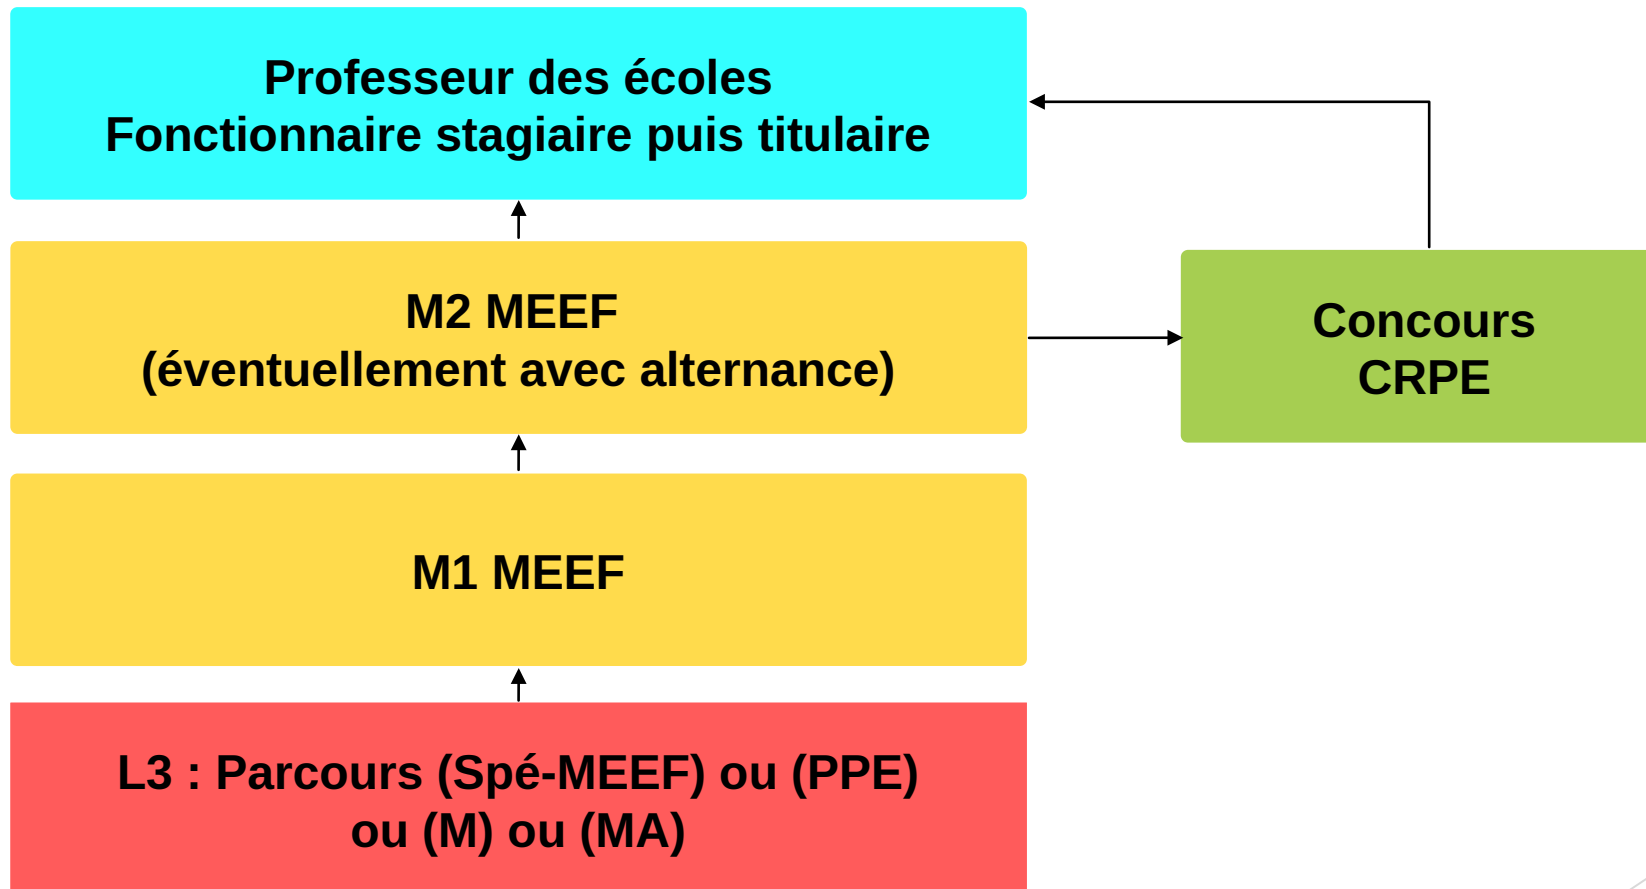 Professeur des écoles
Fonctionnaire stagiaire puis titulaire
M2 MEEF
(éventuellement avec alternance)
Concours
CRPE
M1 MEEF
L3 : Parcours (Spé-MEEF) ou (PPE)
ou (M) ou (MA)